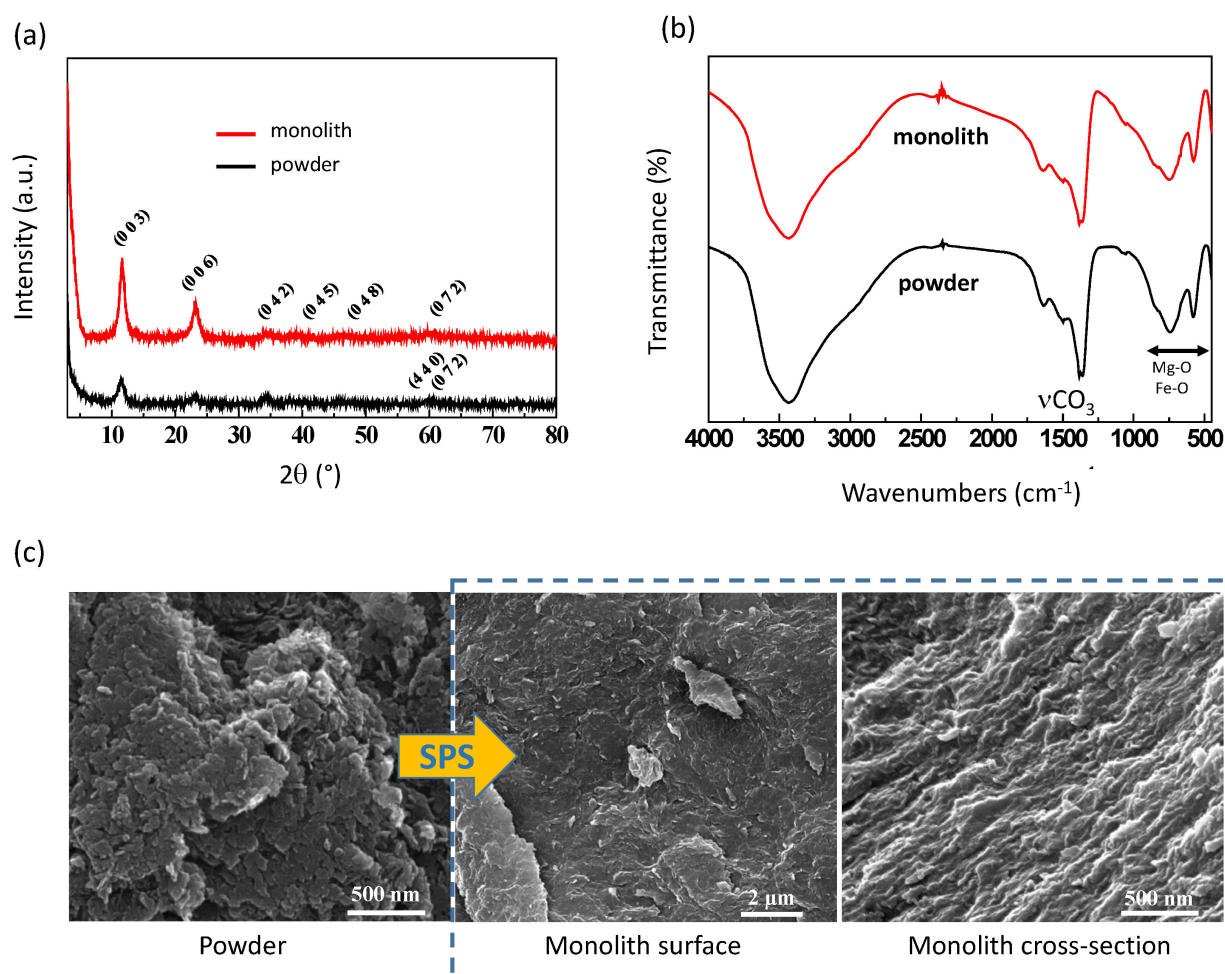 (a)
monolith
powder
(0 0 3)
(0 0 6)
(0 4 2)
(0 4 5)
(0 4 8)
(0 7 2)
(4 4 0)
(0 7 2)
Intensity (a.u.)
10 20 30 40 50 60 70 80
2θ (°)
(b)
monolith
powder
Mg-O
Fe-O
νCO3
Transmittance (%)
4000 3500 3000 2500 2000 1500 1000 500
Wavenumbers (cm-1)
(c)
SPS
500 nm
2 µm
500 nm
Powder
Monolith surface
Monolith cross-section